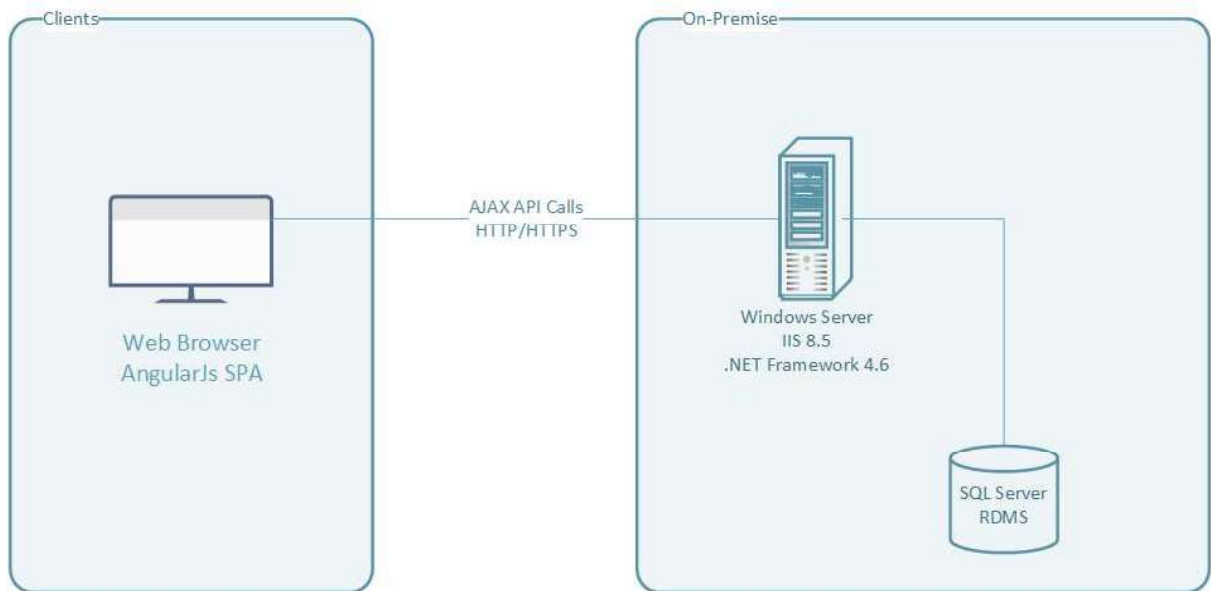 Clients
On-Premise
AJAX API Calls
HTTP/HTTPS
Web Browser
AngularJs SPA
Windows Server
IIS 8.5
.NET Framework 4.6
SQL Server
RDMS